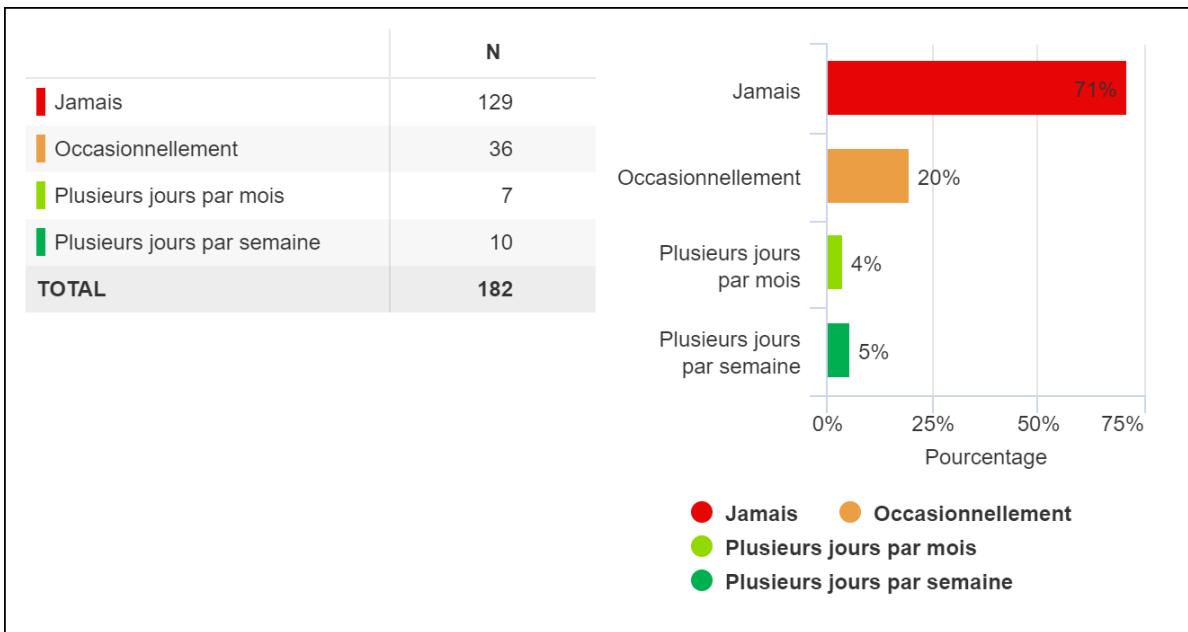 N
Jamais 129
Occasionnellement 36
Plusieurs jours par mois 7
Plusieurs jours par semaine 10
TOTAL 182
Jamais 71%
Occasionnellement 20%
Plusieurs jours
par mois 4%
Plusieurs jours
par semaine 5%
0% 25% 50% 75%
Pourcentage
Jamais Occasionnellement
Plusieurs jours par mois
Plusieurs jours par semaine